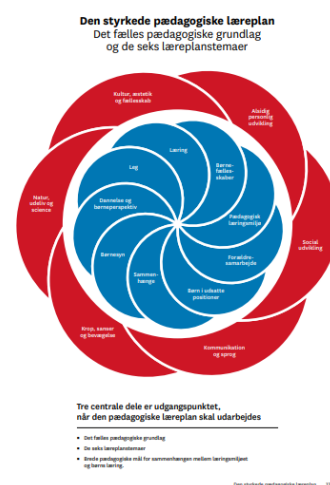 Den styrkede pædagogiske læreplan
Det fælles pædagogiske grundlag
og de seks læreplanstemaer
Kultur, æstetik
og fællesskab
Alsidig
personlig
udvikling
Læring
Leg
Børne-
fælles-
skaber
Natur,
udeliv og
science
Dannelse og
børneperspektiv
Pædagogisk
læringsmiljø
Social
udvikling
Børnesyn
Forældre-
samarbejde
Sammen-
hænge
Børn i udsatte
positioner
Krop, sanser
og bevægelse
Kommunikation
og sprog
Tre centrale dele er udgangspunktet,
når den pædagogiske læreplan skal udarbejdes
• Det fælles pædagogiske grundlag
• De seks læreplanstemaer
• Brede pædagogiske mål for sammenhængen mellem læringsmiljøet
og børns læring.
Den styrkede pædagogiske læreplan